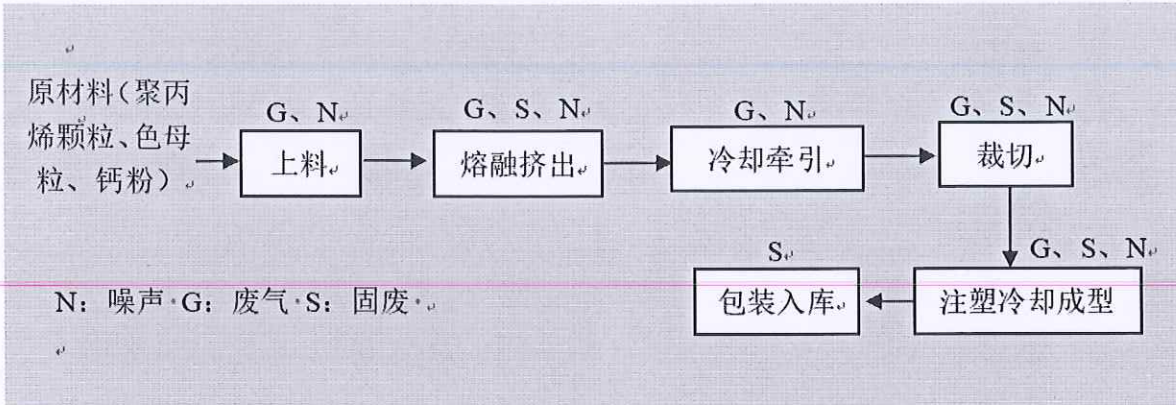 原材料（聚丙
烯颗粒、色母
粒、钙粉）
G、N
上料
G、S、N
熔融挤出
G、N
冷却牵引
G、S、N
裁切
G、S、N
注塑冷却成型
S
包装入库
N：噪声·G：废气·S：固废·